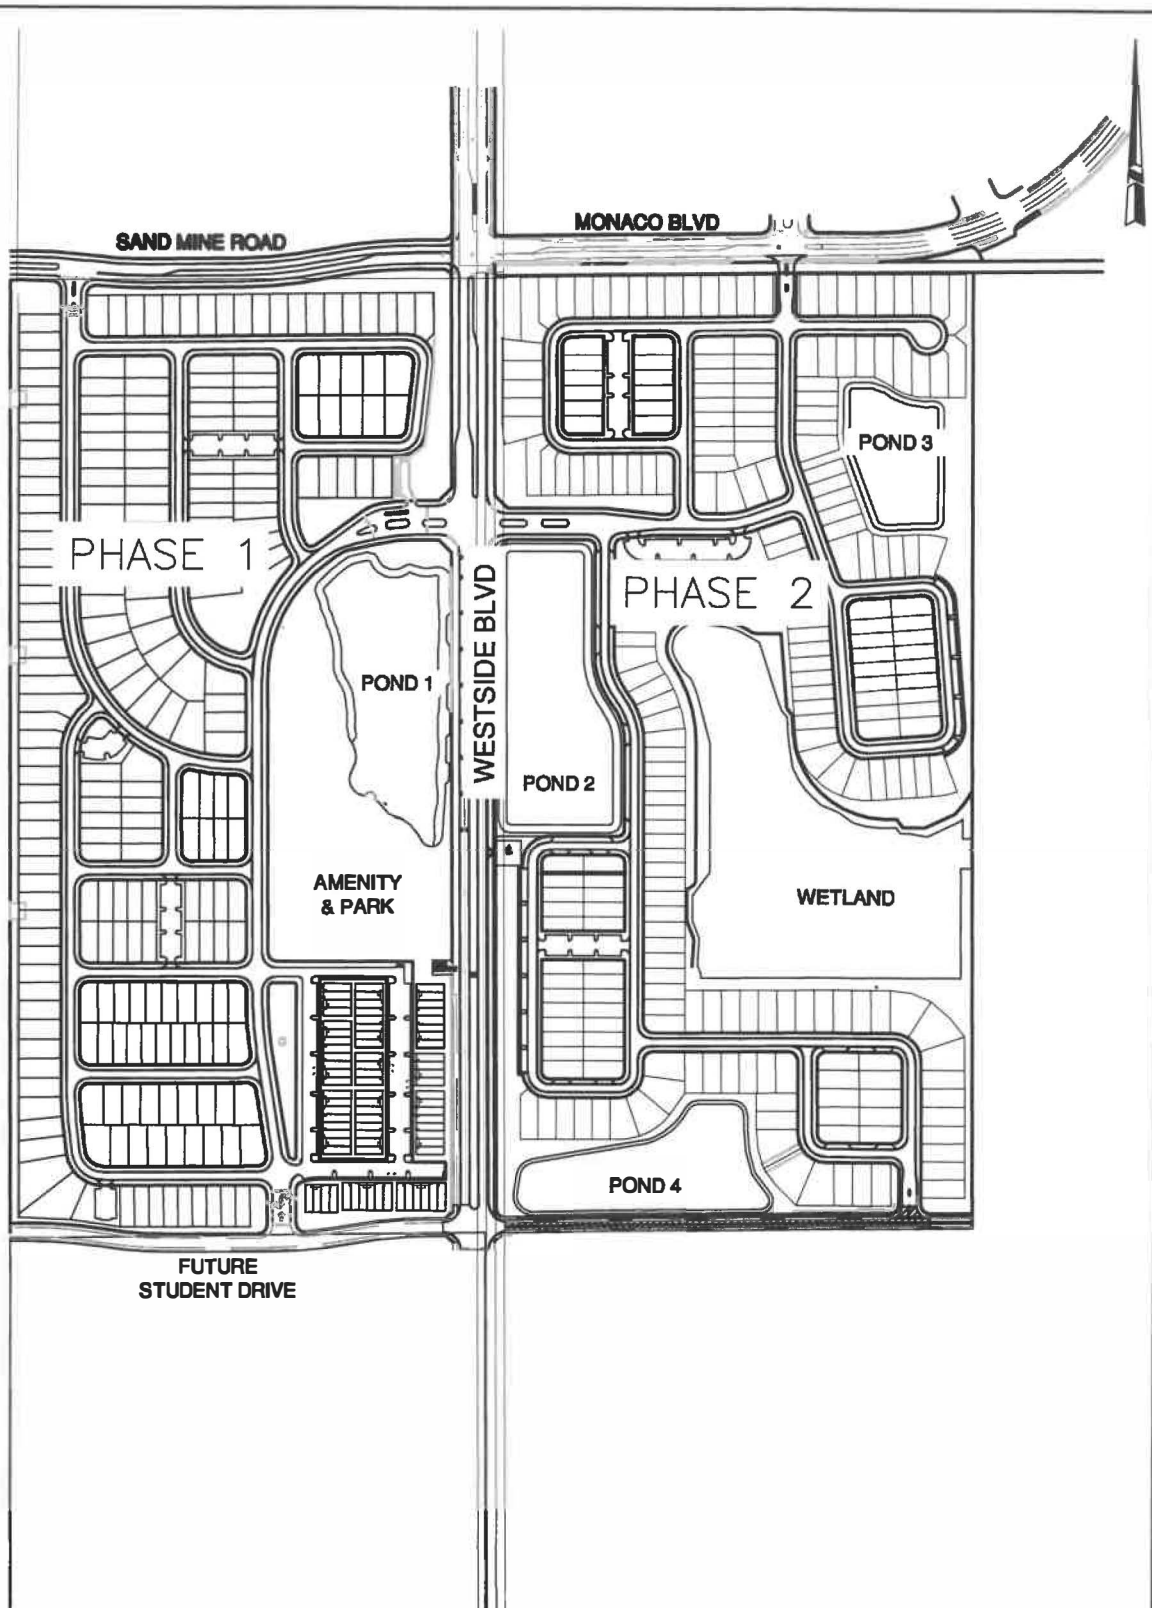 MONACO BLVD
SAND MINE ROAD
POND 3
PHASE 1
PHASE 2
WESTSIDE BLVD
POND 1
POND 2
AMENITY
& PARK
WETLAND
POND 4
FUTURE
STUDENT DRIVE